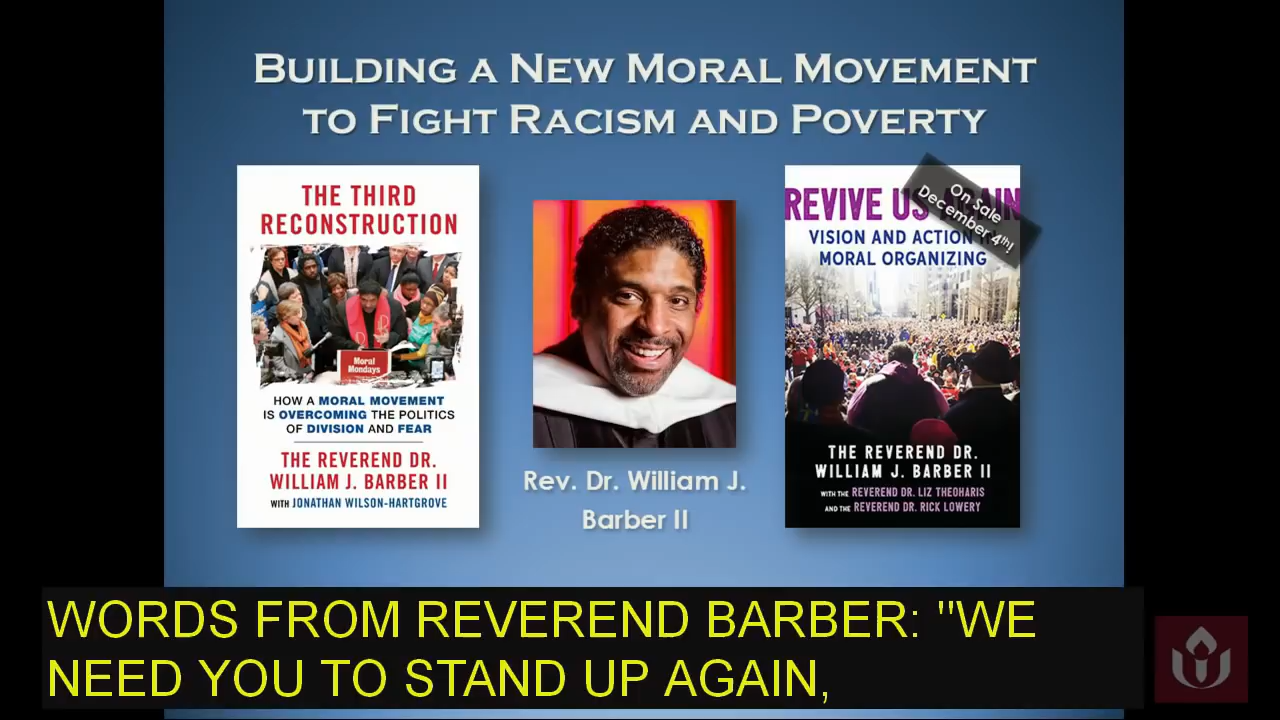 BUILDING A NEW MORAL MOVEMENT
TO FIGHT RACISM AND POVERTY
THE THIRD
RECONSTRUCTION
Moral
Mondays
HOW A MORAL MOVEMENT
IS OVERCOMING THE POLITICS
OF DIVISION AND FEAR
THE REVEREND DR.
WILLIAM J. BARBER II
WITH JONATHAN WILSON-HARTGROVE
Rev. Dr. William J.
Barber II
REVIVE US
On Sale
December 4th!
VISION AND ACTION
MORAL ORGANIZING
THE REVEREND DR.
WILLIAM J. BARBER II
WITH THE REVEREND DR. LIZ THEOHARIS
AND THE REVEREND DR. RICK LOWERY
WORDS FROM REVEREND BARBER: "WE
NEED YOU TO STAND UP AGAIN,